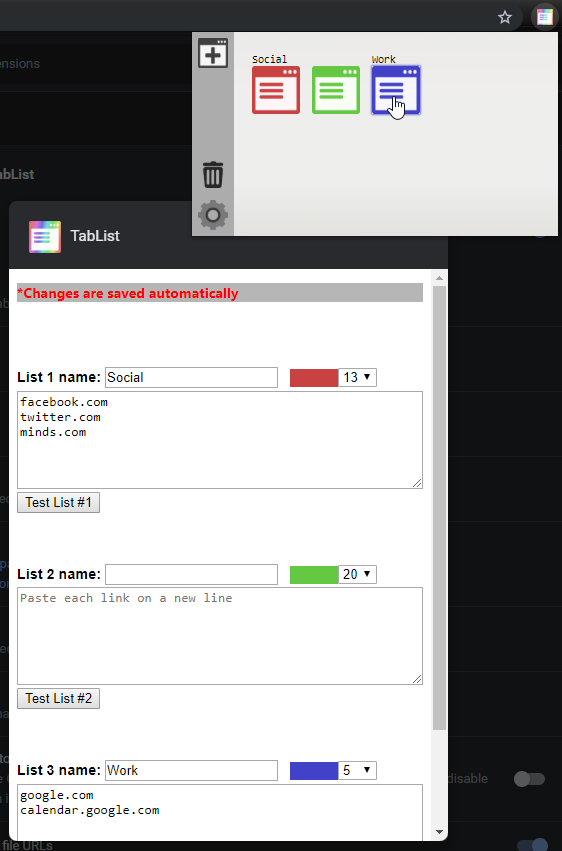 Social
Work
ensions
abList
TabList
*Changes are saved automatically
List 1 name: Social 13
facebook.com
twitter.com
minds.com
Test List #1
List 2 name: 20
Paste each link on a new line
Test List #2
List 3 name: Work 5
google.com
calendar.google.com
disable
file URLs